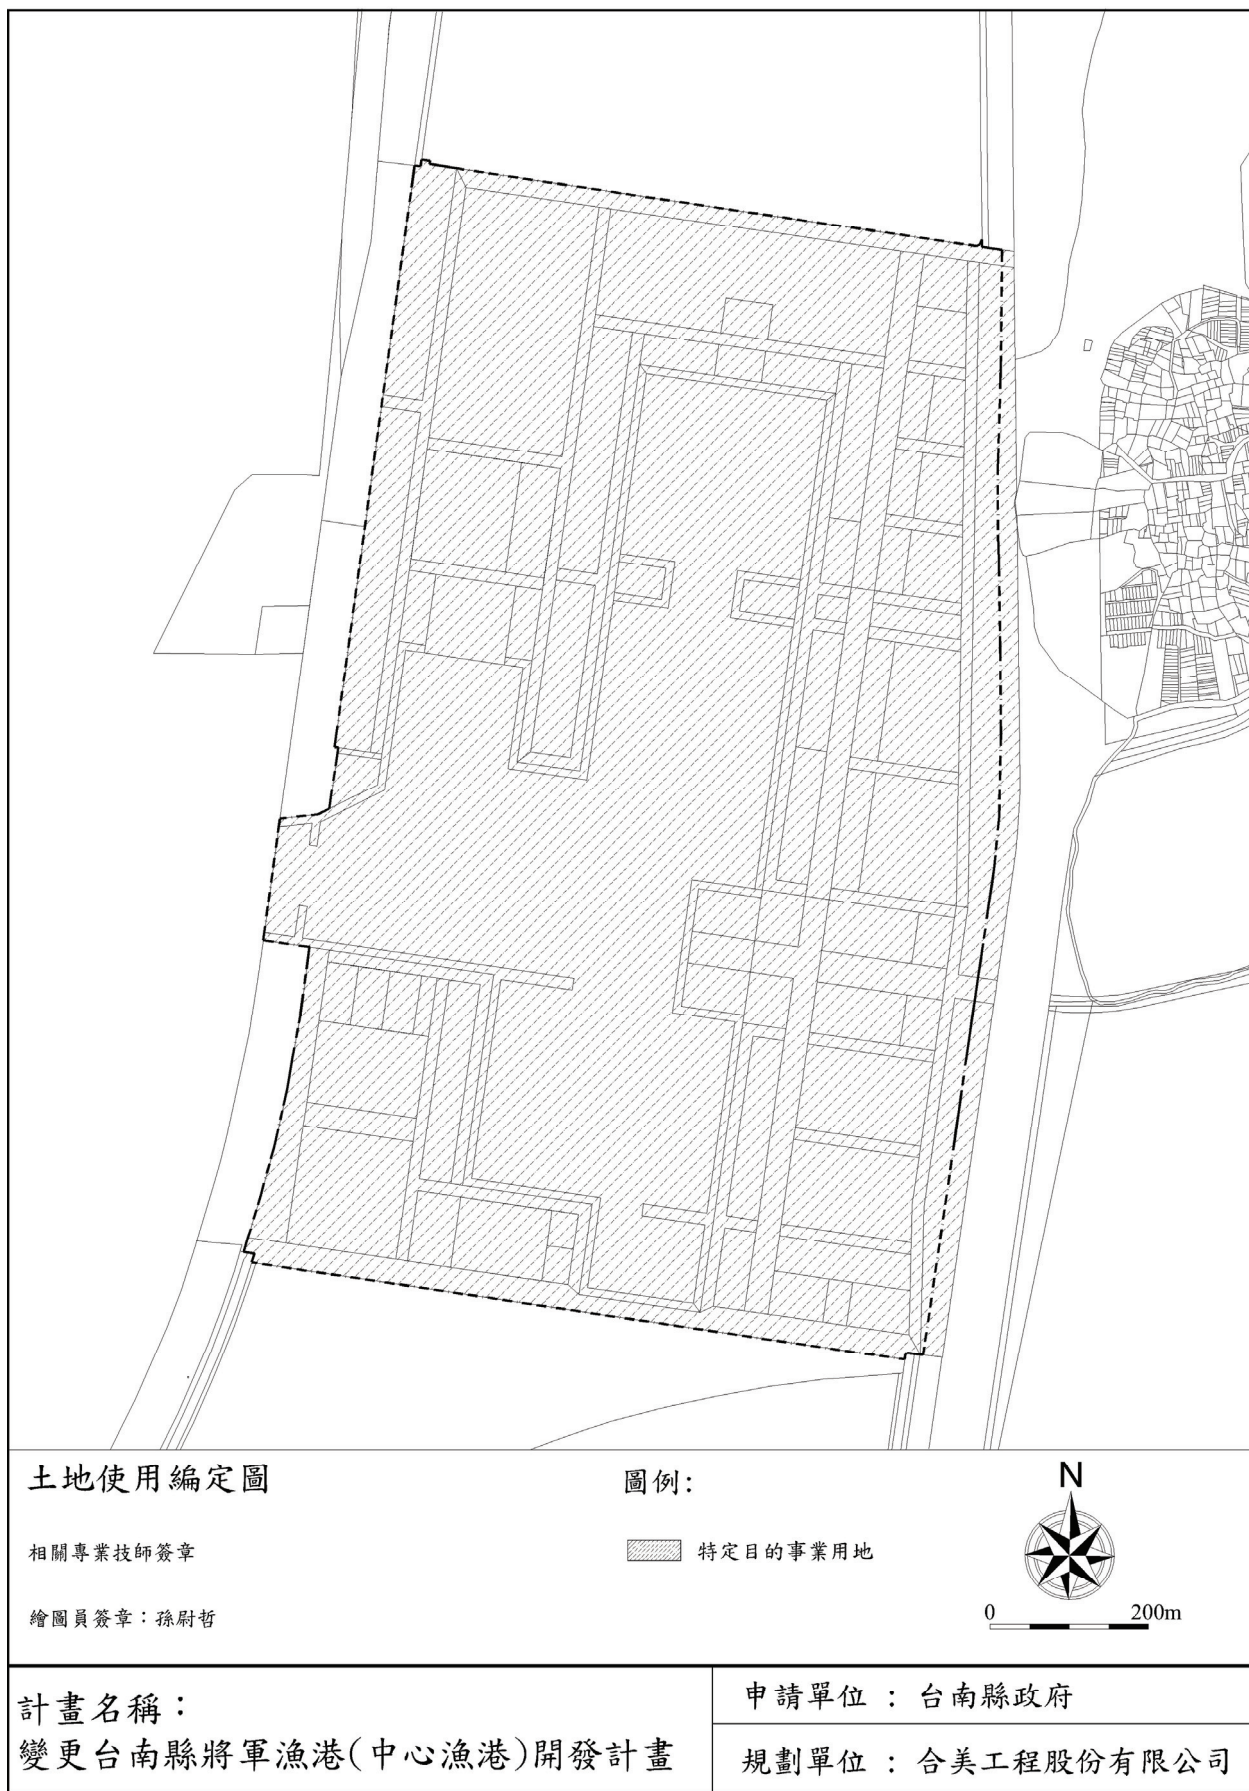 土地使用編定圖
相關專業技師簽章
繪圖員簽章：孫尉哲
圖例:
特定目的事業用地
N
0 200m
計畫名稱：
變更台南縣將軍漁港(中心漁港)開發計畫
申請單位 ： 台南縣政府
規劃單位 ： 合美工程股份有限公司